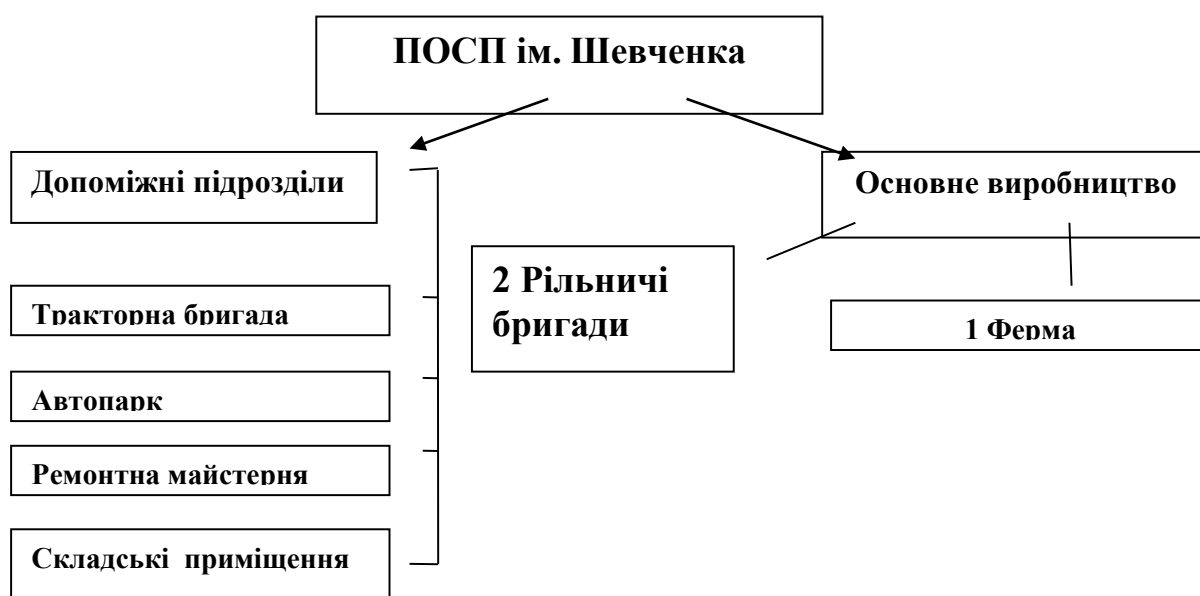 ПОСП ім. Шевченка
Допоміжні підрозділи
Основне виробництво
2 Рільничі
бригади
Тракторна бригада
1 Ферма
Автопарк
Ремонтна майстерня
Складські приміщення